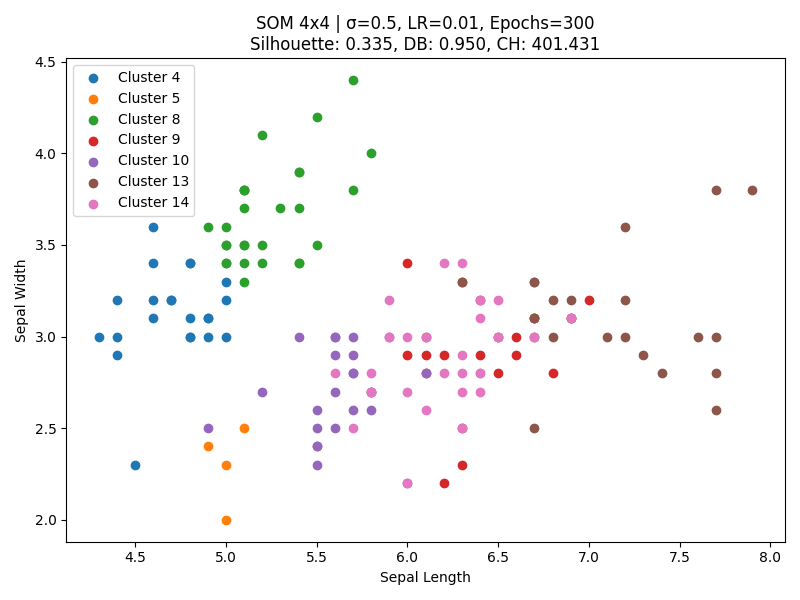 SOM 4x4 | σ=0.5, LR=0.01, Epochs=300
Silhouette: 0.335, DB: 0.950, CH: 401.431
Cluster 4
Cluster 5
Cluster 8
Cluster 9
Cluster 10
Cluster 13
Cluster 14
Sepal Width
4.5
4.0
3.5
3.0
2.5
2.0
4.5 5.0 5.5 6.0 6.5 7.0 7.5 8.0
Sepal Length